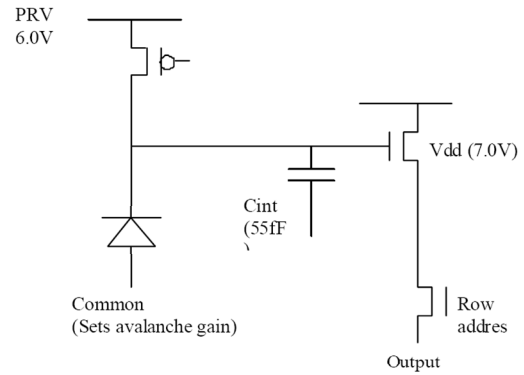 PRV
6.0V
Vdd (7.0V)
Cint
(55fF
)
Common
(Sets avalanche gain)
Row
addres
Output